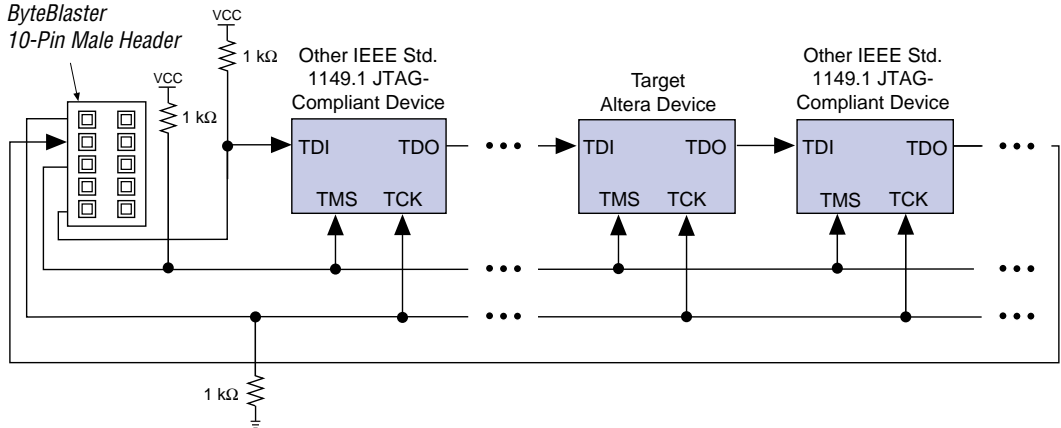 ByteBlaster
10-Pin Male Header
VCC
1 kΩ
VCC
1 kΩ
Other IEEE Std.
1149.1 JTAG-
Compliant Device
TDI
TDO
TMS
TCK
Target
Altera Device
TDI
TDO
TMS
TCK
Other IEEE Std.
1149.1 JTAG-
Compliant Device
TDI
TDO
TMS
TCK
1 kΩ